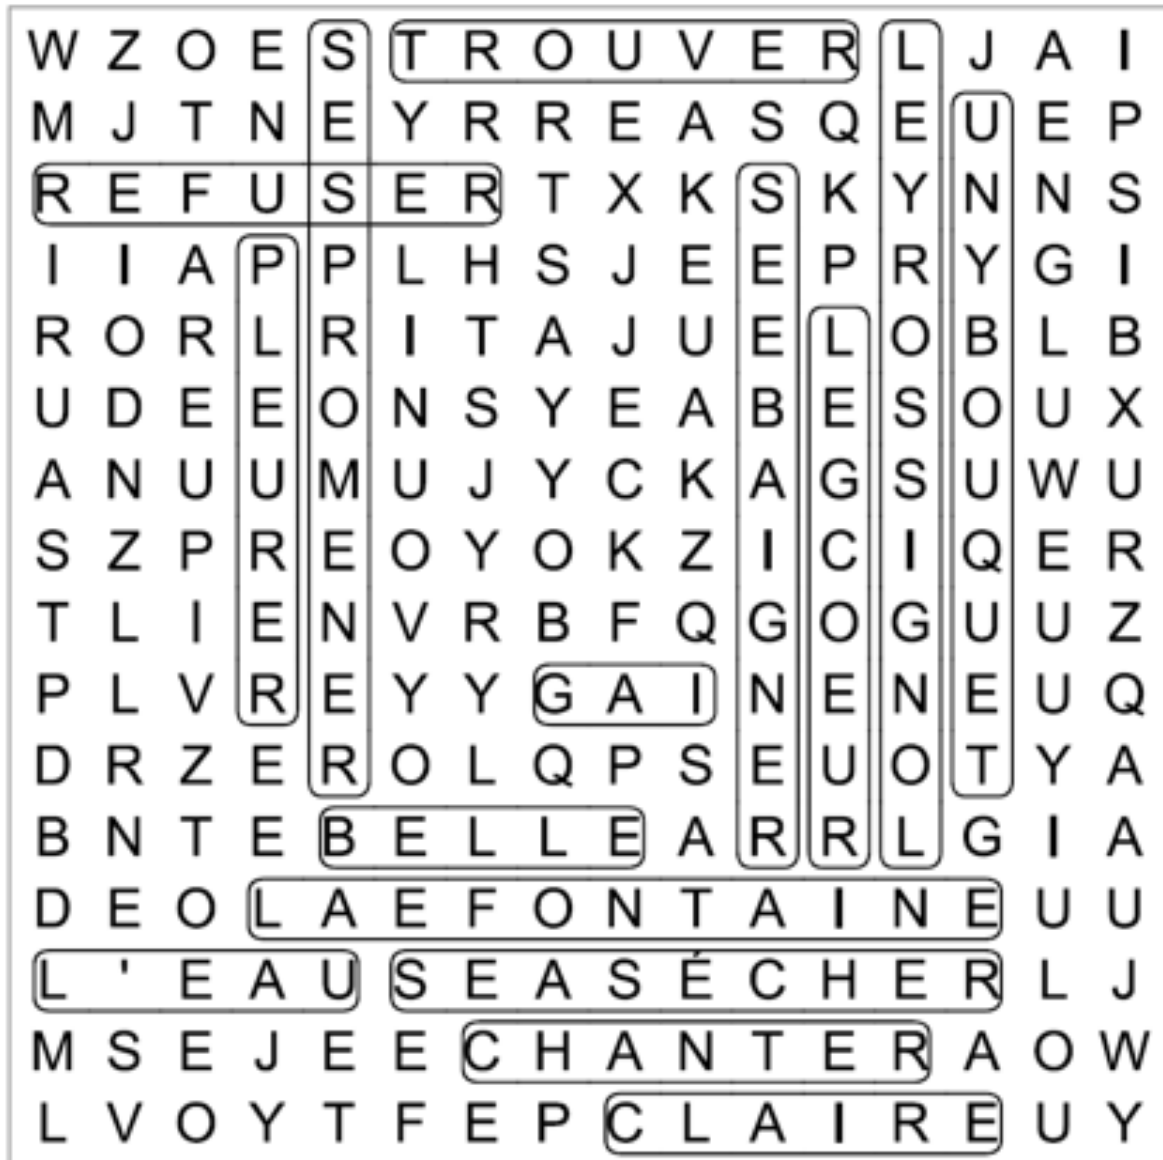 W Z O E S T R O U V E R L J A I
M J T N E Y R R E A S Q E U E P
R E F U S E R T X K S K Y N N S
I I A P P L H S J E E P R Y G I
R O R L R I T A J U E L O B L B
U D E E O N S Y E A B E S O U X
A N U U M U J Y C K A G S U W U
S Z P R E O Y O K Z I C I Q E R
T L I E N V R B F Q G O G U U Z
P L V R E Y Y G A I N E N E U Q
D R Z E R O L Q P S E U O T Y A
B N T E B E L L E A R R L G I A
D E O L A E F O N T A I N E U U
L ' E A U S E A S É C H E R L J
M S E J E E C H A N T E R A O W
L V O Y T F E P C L A I R E U Y